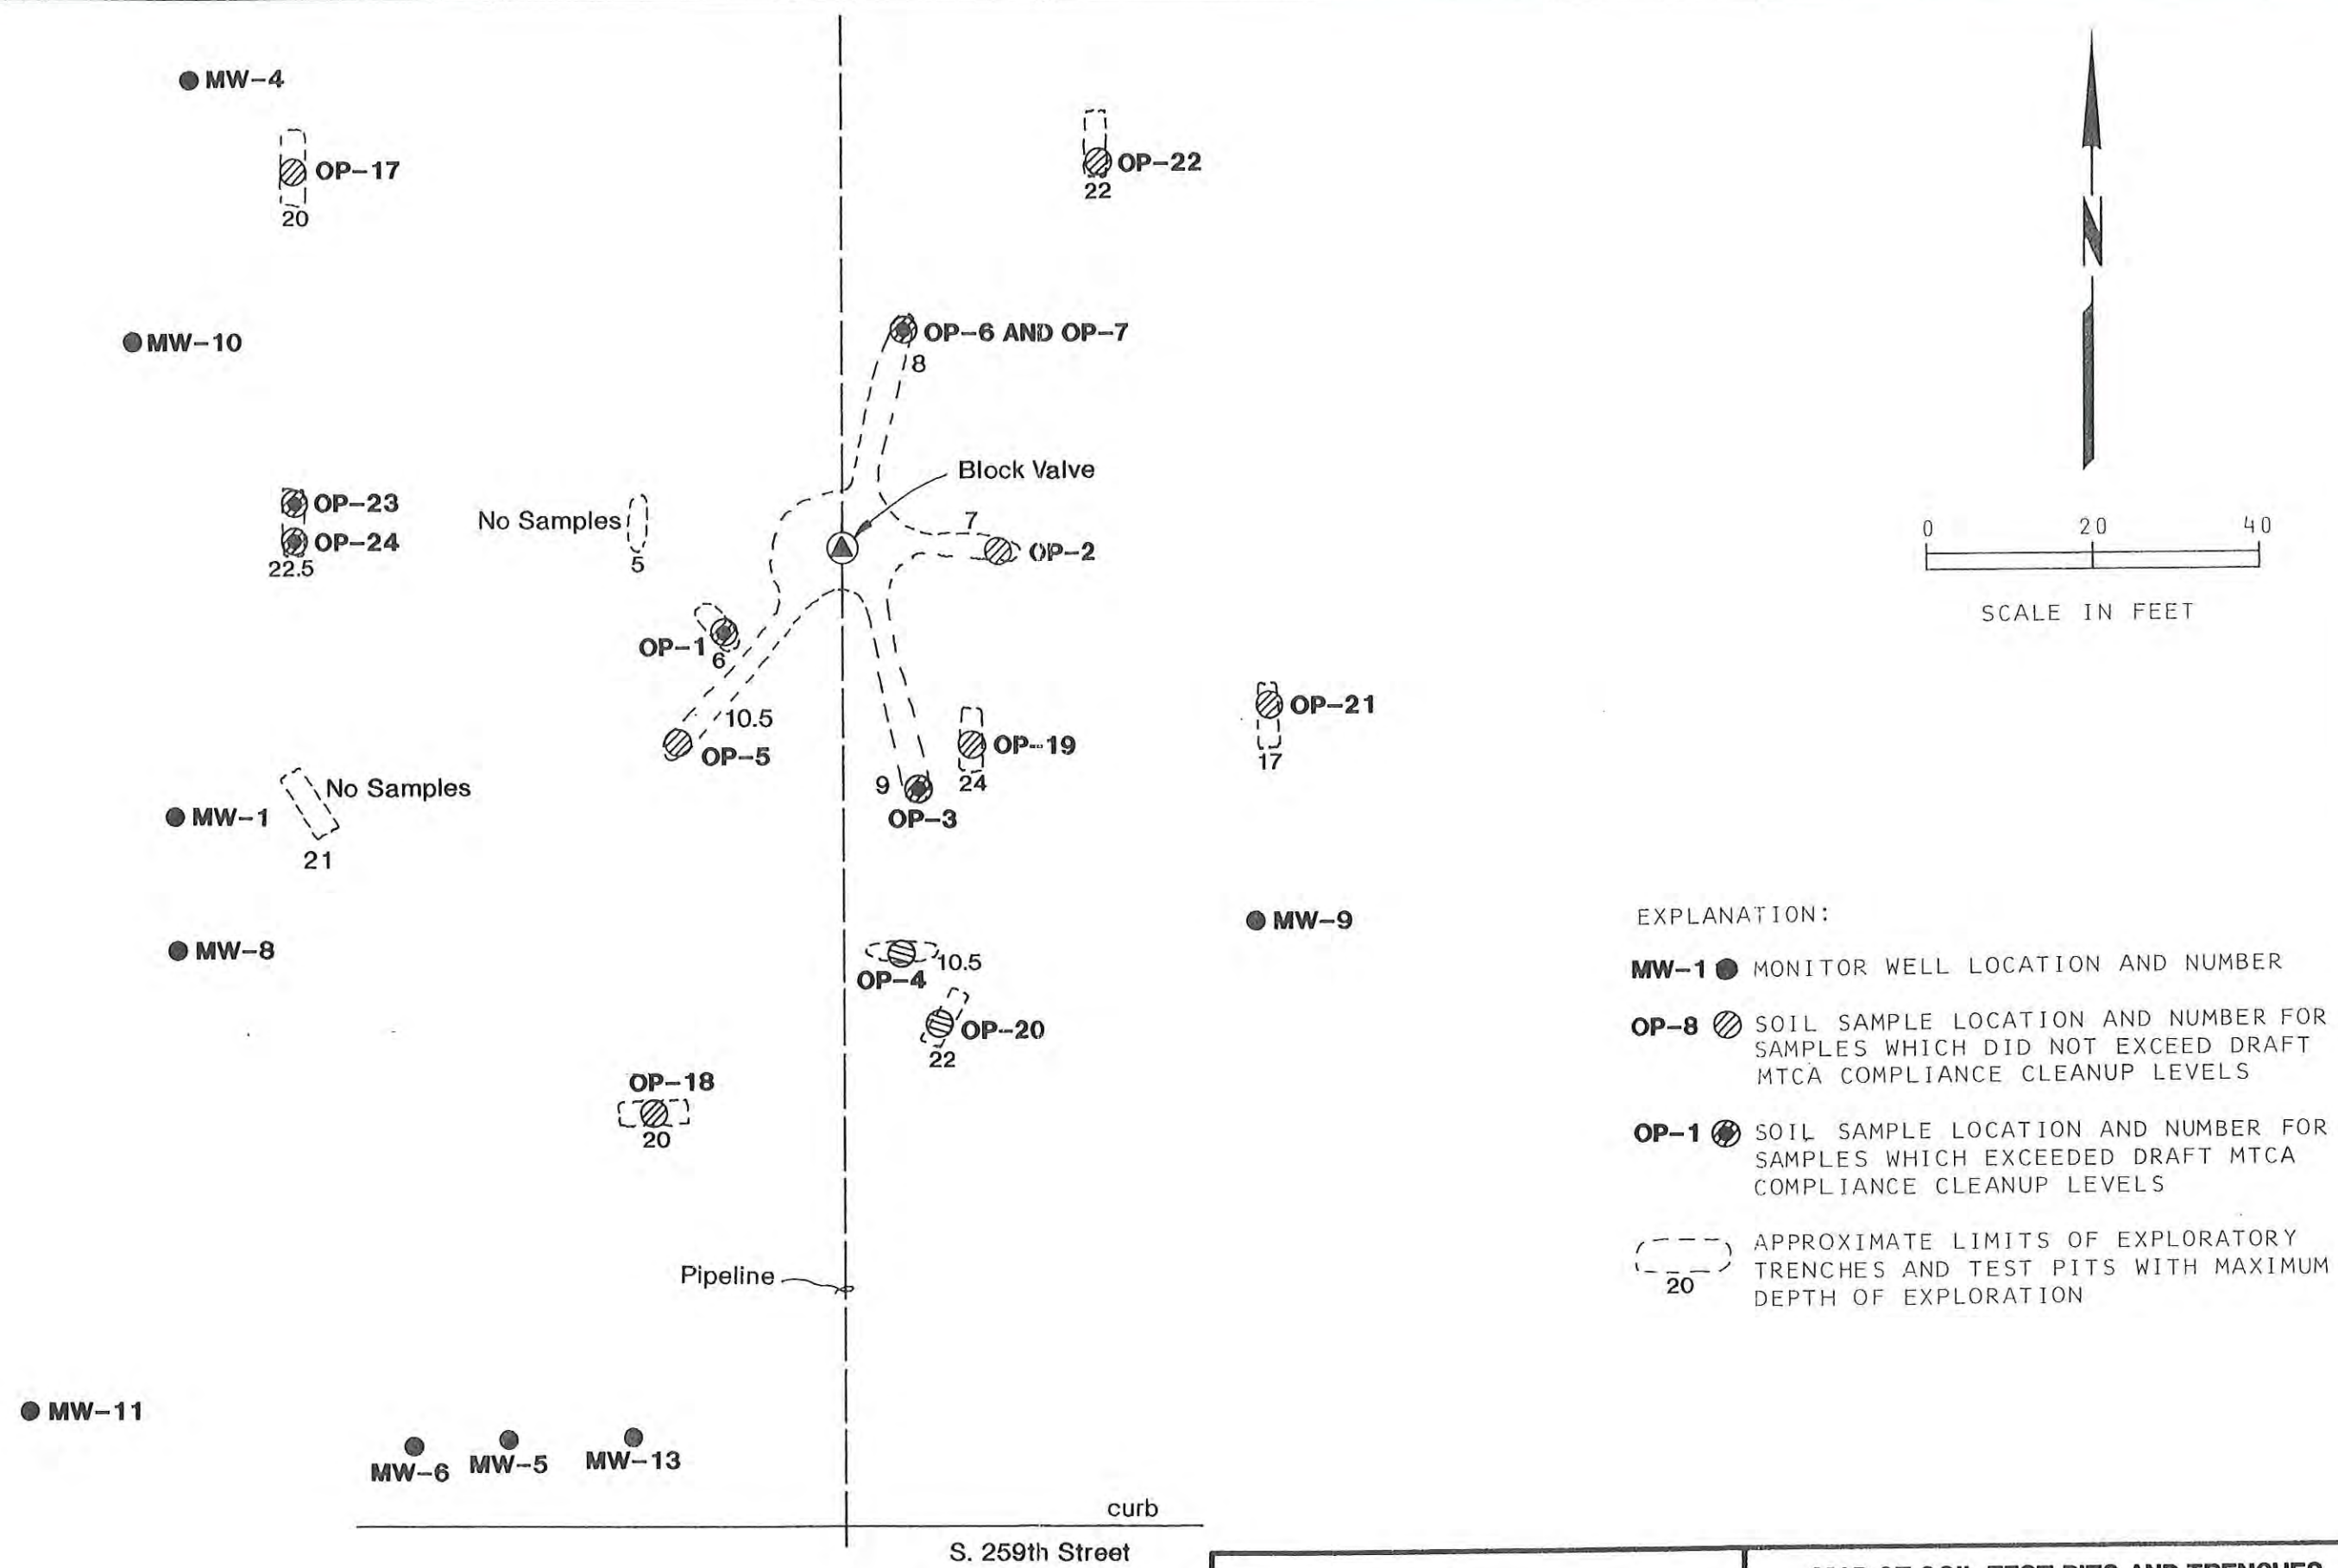 MW-4
OP-17
20
OP-22
22
N
MW-10
OP-6 AND OP-7
8
Block Valve
OP-23
OP-24
22.5
No Samples
5
7
OP-2
0 20 40
SCALE IN FEET
OP-1
6
10.5
OP-5
OP-19
24
OP-21
17
9
OP-3
No Samples
MW-1
21
MW-8
MW-9
OP-4
10.5
OP-20
22
OP-18
20
Pipeline
MW-11
MW-6
MW-5
MW-13
curb
S. 259th Street
EXPLANATION:
MW-1 MONITOR WELL LOCATION AND NUMBER
OP-8 SOIL SAMPLE LOCATION AND NUMBER FOR
SAMPLES WHICH DID NOT EXCEED DRAFT
MTCA COMPLIANCE CLEANUP LEVELS
OP-1 SOIL SAMPLE LOCATION AND NUMBER FOR
SAMPLES WHICH EXCEEDED DRAFT MTCA
COMPLIANCE CLEANUP LEVELS
APPROXIMATE LIMITS OF EXPLORATORY
TRENCHES AND TEST PITS WITH MAXIMUM
DEPTH OF EXPLORATION
20
MAP OF SOIL TEST PITS AND TRENCHES